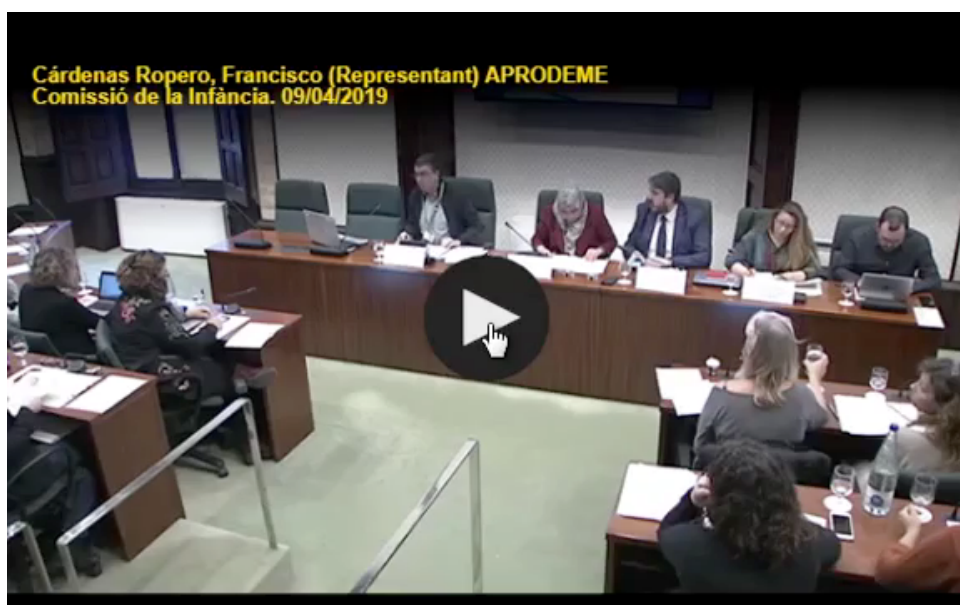 Cárdenas Ropero, Francisco (Representant) APRODEME
Comissió de la Infància. 09/04/2019